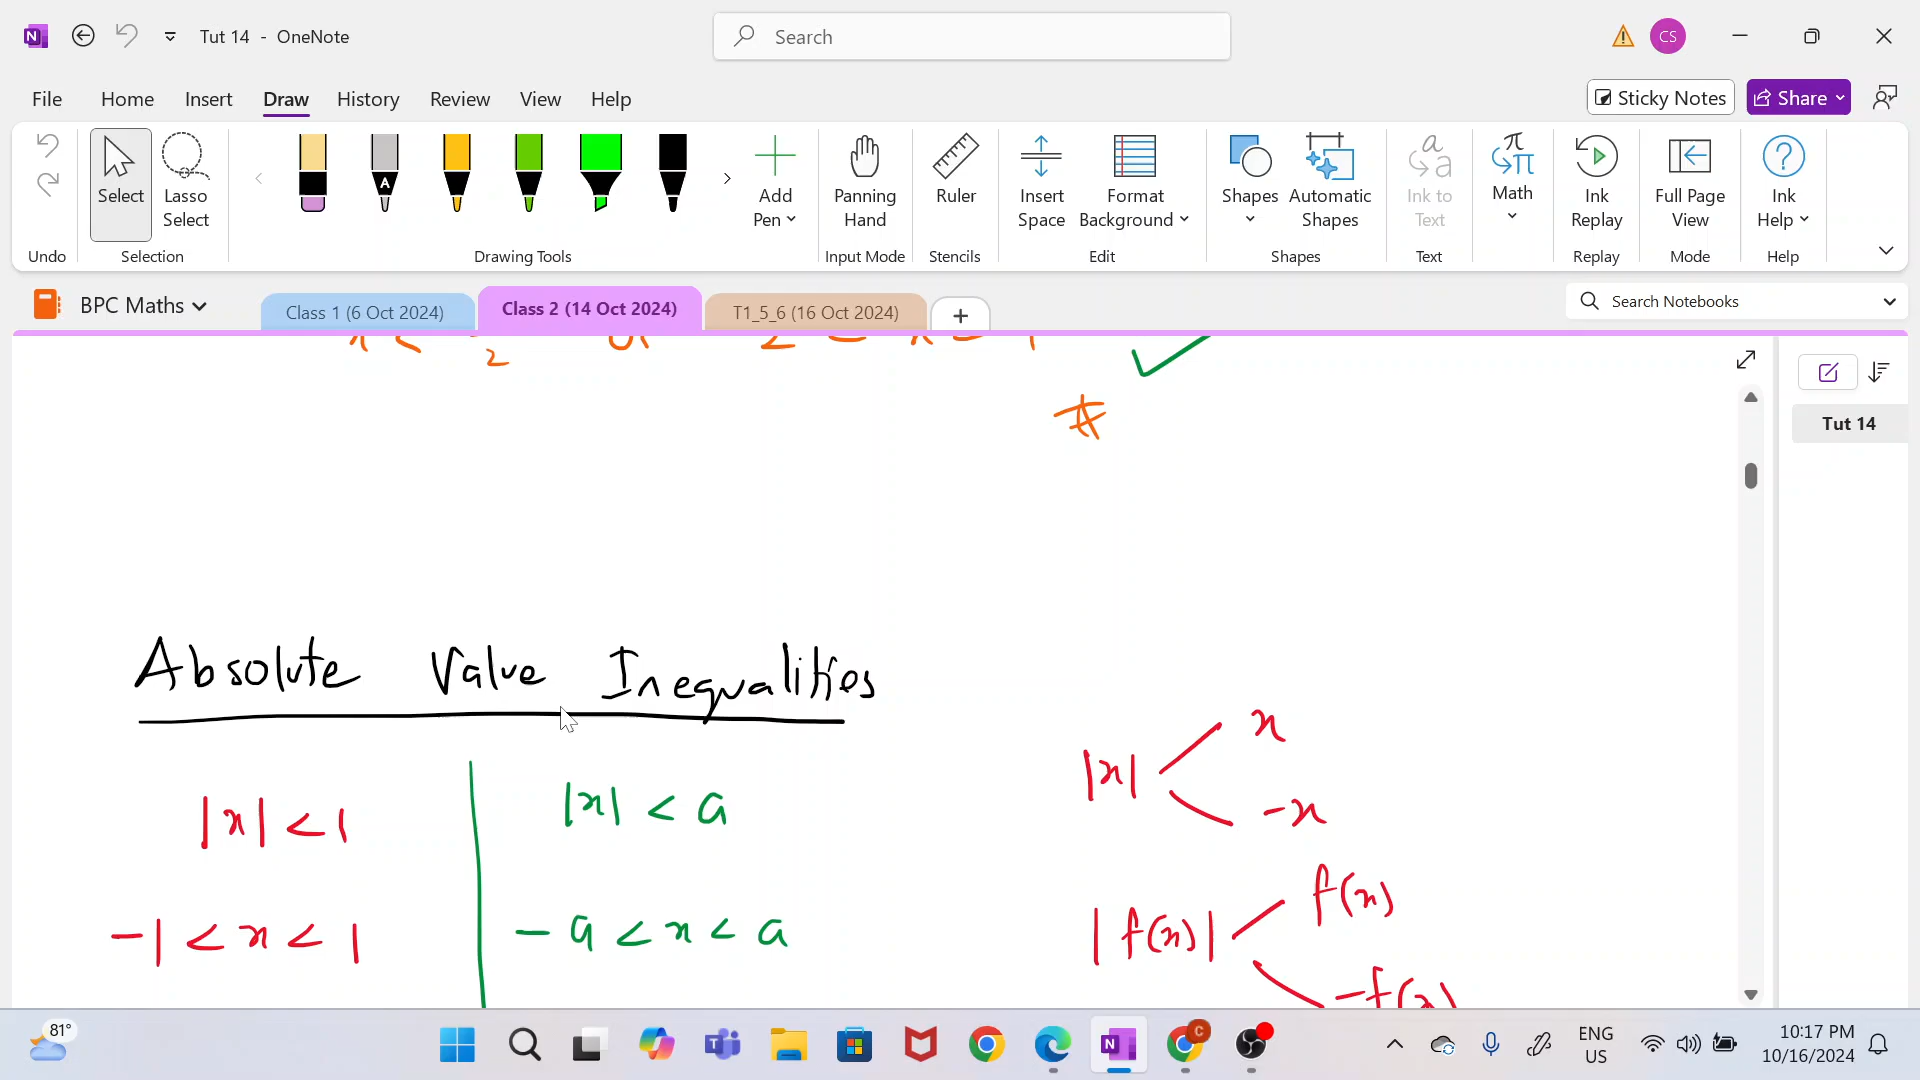 Tut 14 - OneNote
Search
CS
File Home Insert Draw History Review View Help
Sticky Notes
Share
Select
Lasso Select
A
Add Pen
Panning Hand
Ruler
Insert Space
Format Background
Shapes
Automatic Shapes
Ink to Text
Math
Ink Replay
Full Page View
Ink Help
Undo Selection Drawing Tools Input Mode Stencils Edit Shapes Text Replay Mode Help
BPC Maths
Class 1 (6 Oct 2024)
Class 2 (14 Oct 2024)
T1_5_6 (16 Oct 2024)
+
Search Notebooks
Tut 14
Absolute Value Inequalities
|x| < 1
-1 < x < 1
|x| < a
- a < x < a
|x|
x
-x
|f(x)|
f(x)
-f(x)
81°
ENG US
10:17 PM
10/16/2024